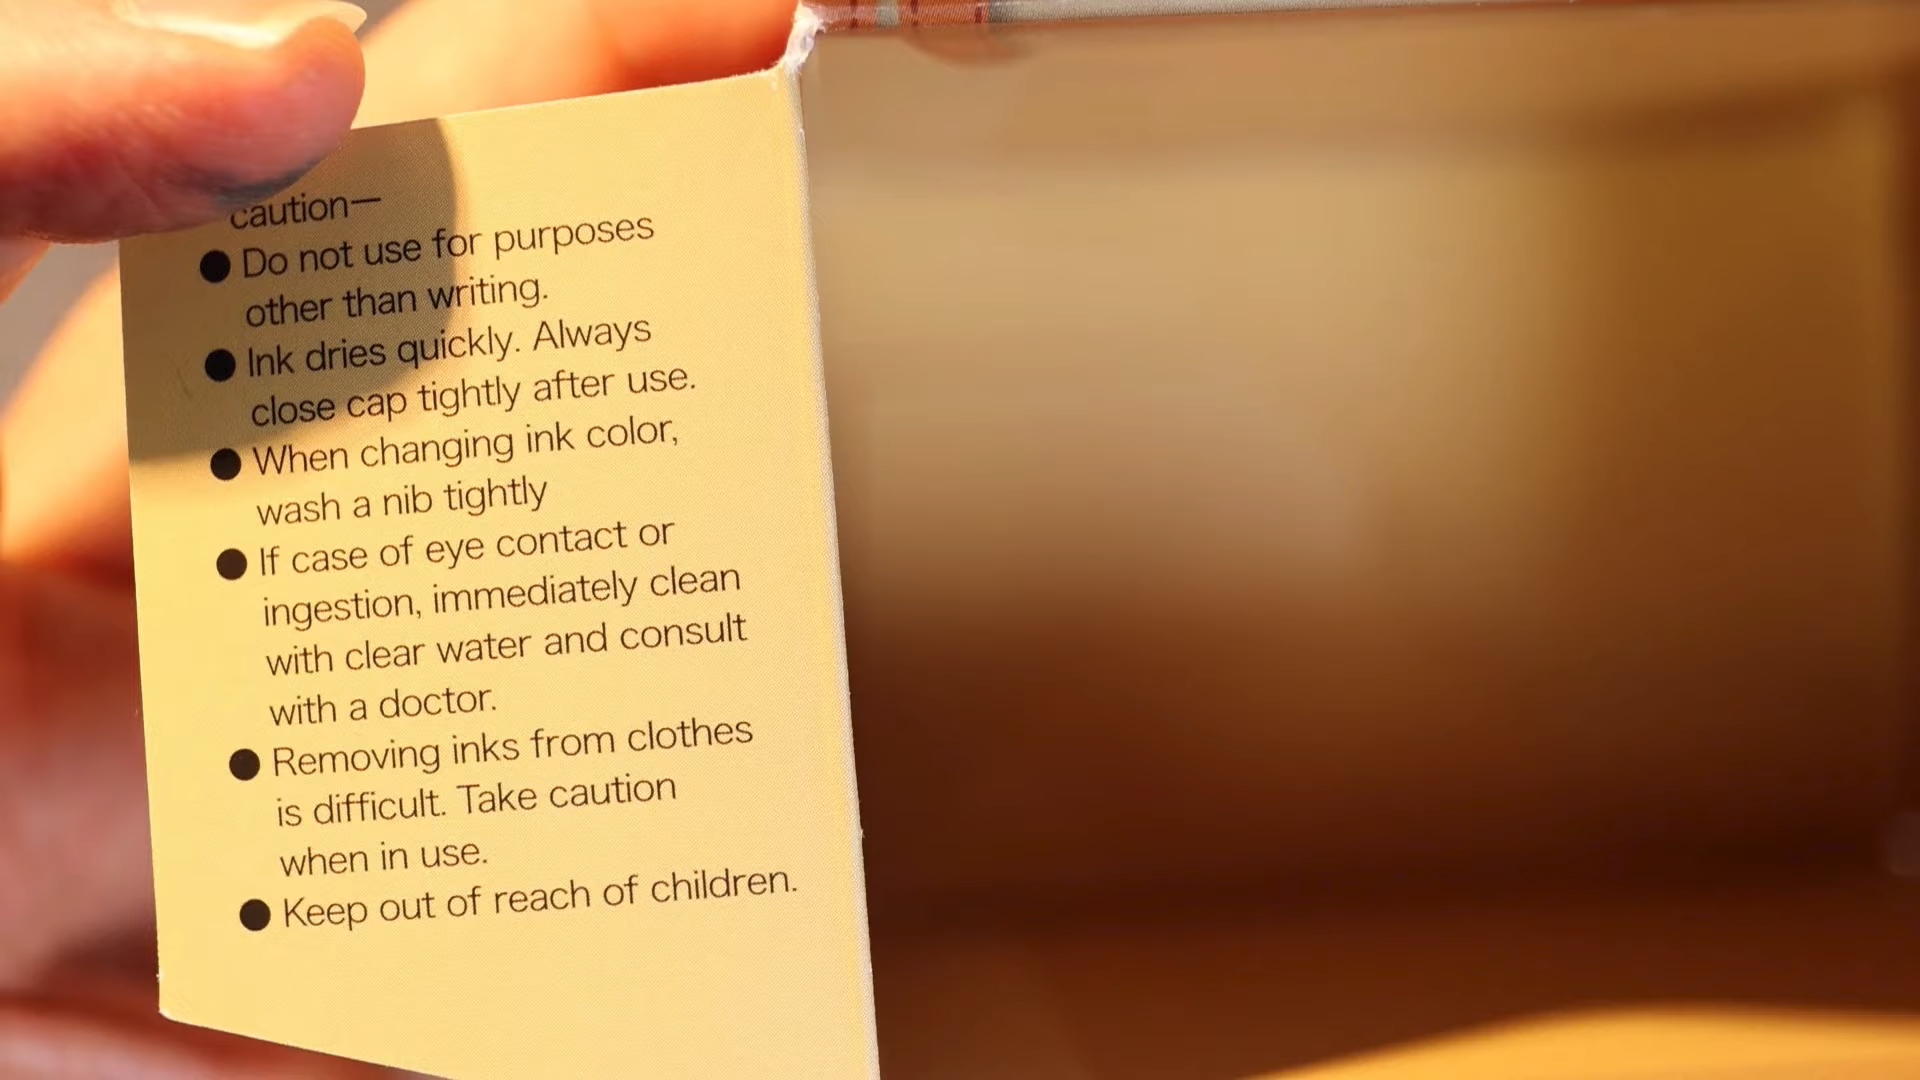 caution—
● Do not use for purposes
other than writing.
● Ink dries quickly. Always
close cap tightly after use.
● When changing ink color,
wash a nib tightly
● If case of eye contact or
ingestion, immediately clean
with clear water and consult
with a doctor.
● Removing inks from clothes
is difficult. Take caution
when in use.
● Keep out of reach of children.